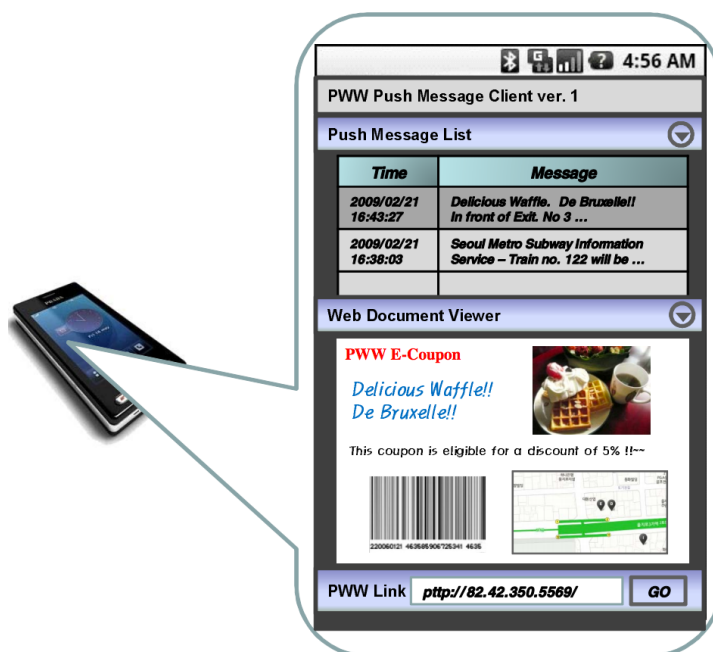 4:56 AM
PWW Push Message Client ver. 1
Push Message List
Time Message
2009/02/21 Delicious Waffle. De Bruxelle!!
16:43:27 In front of Exit. No 3 ...
2009/02/21 Seoul Metro Subway Information
16:38:03 Service – Train no. 122 will be ...
Web Document Viewer
PWW E-Coupon
Delicious Waffle!!
De Bruxelle!!
This coupon is eligible for a discount of 5% !!~~
PWW Link pttp://82.42.350.5569/ GO